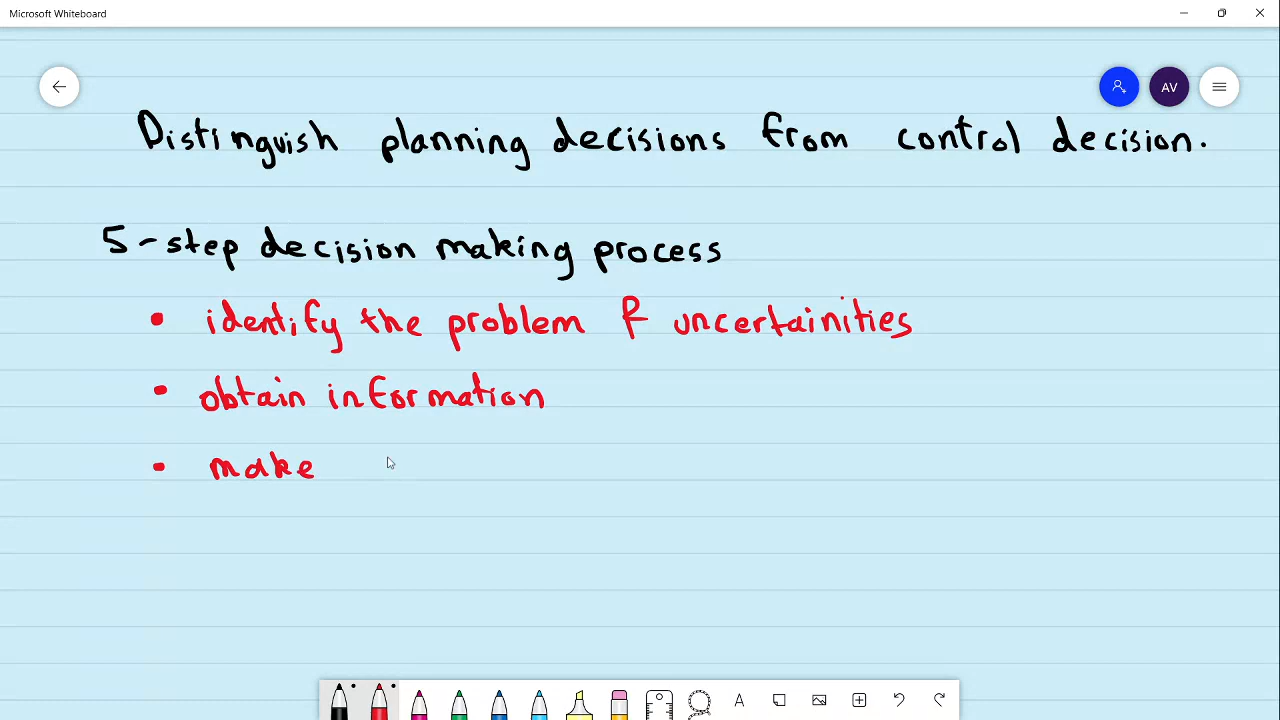 Microsoft Whiteboard
AV
Distinguish planning decisions from control decision.
5-step decision making process
• identify the problem & uncertainities
• obtain information
• make
A